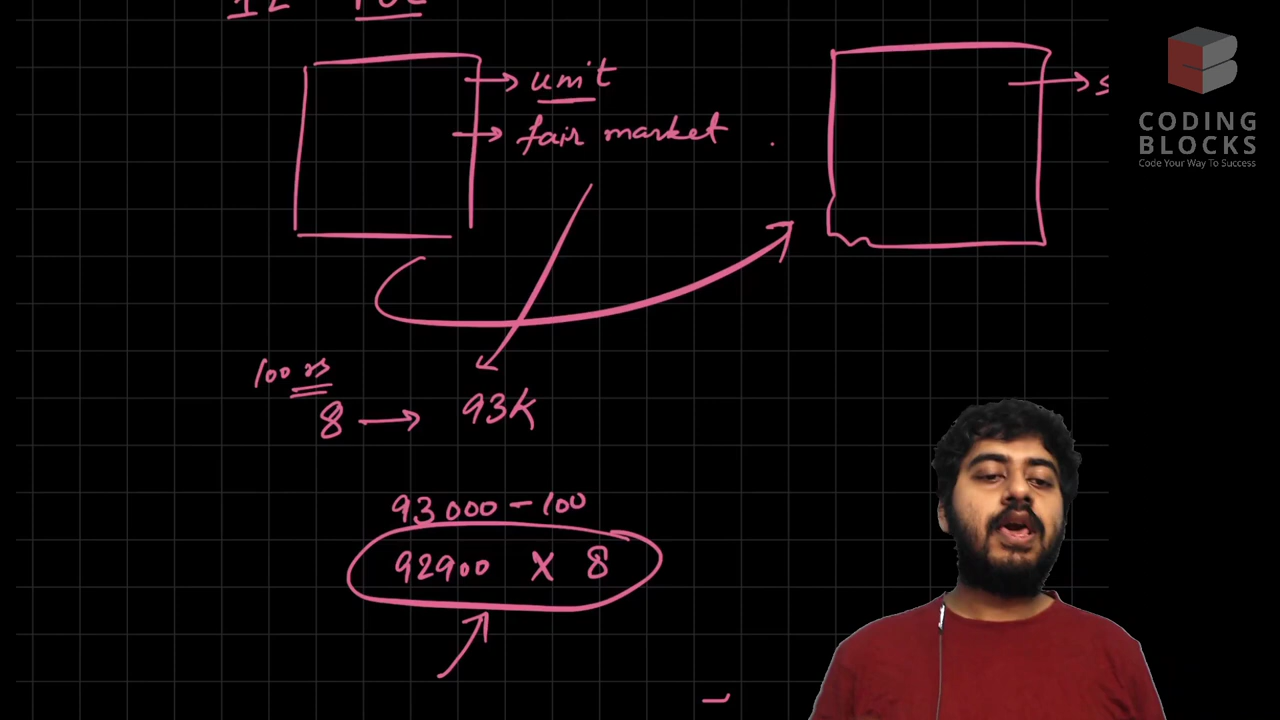 unit
fair market
100 rs
8 → 93K
93000 - 100
92900 X 8
CODING
BLOCKS
Code Your Way To Success